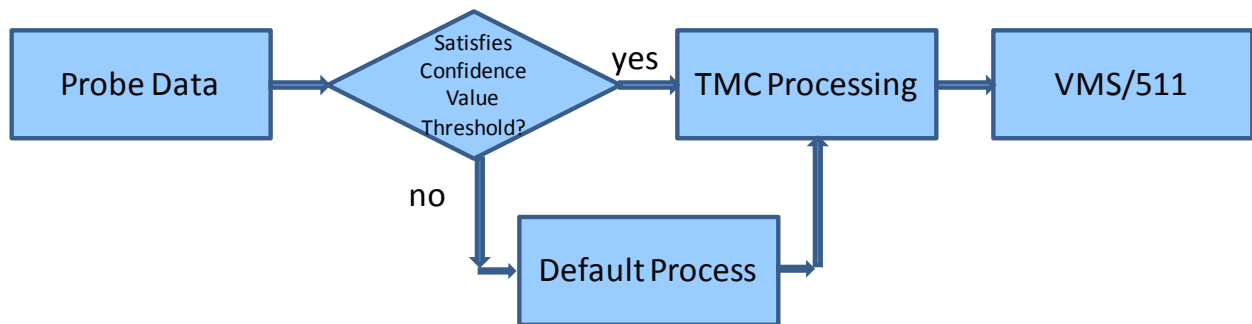 Probe Data
Satisfies
Confidence
Value
Threshold?
yes
TMC Processing
VMS/511
no
Default Process